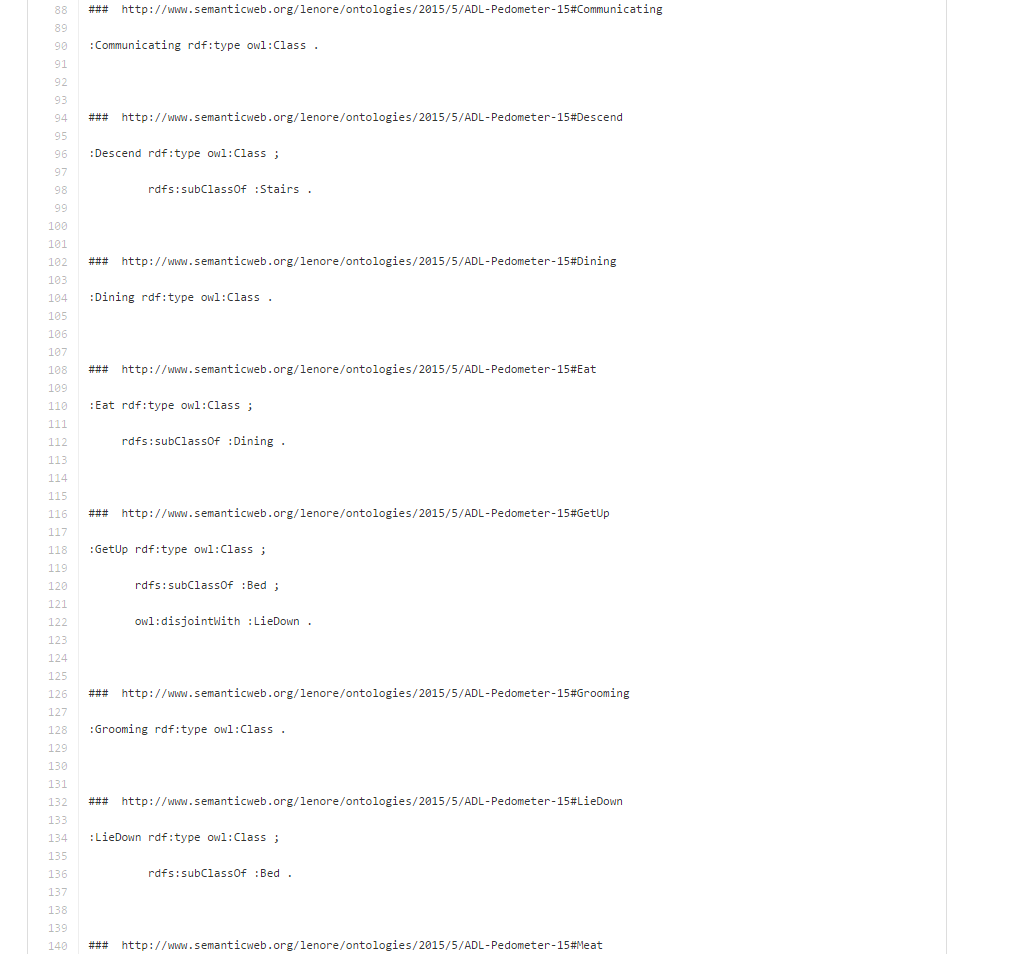 88 ###  http://www.semanticweb.org/lenore/ontologies/2015/5/ADL-Pedometer-15#Communicating
89
90 :Communicating rdf:type owl:Class .
91
92
93
94 ###  http://www.semanticweb.org/lenore/ontologies/2015/5/ADL-Pedometer-15#Descend
95
96 :Descend rdf:type owl:Class ;
97
98          rdfs:subClassOf :Stairs .
99
100
101
102 ###  http://www.semanticweb.org/lenore/ontologies/2015/5/ADL-Pedometer-15#Dining
103
104 :Dining rdf:type owl:Class .
105
106
107
108 ###  http://www.semanticweb.org/lenore/ontologies/2015/5/ADL-Pedometer-15#Eat
109
110 :Eat rdf:type owl:Class ;
111
112      rdfs:subClassOf :Dining .
113
114
115
116 ###  http://www.semanticweb.org/lenore/ontologies/2015/5/ADL-Pedometer-15#GetUp
117
118 :GetUp rdf:type owl:Class ;
119
120        rdfs:subClassOf :Bed ;
121
122        owl:disjointWith :LieDown .
123
124
125
126 ###  http://www.semanticweb.org/lenore/ontologies/2015/5/ADL-Pedometer-15#Grooming
127
128 :Grooming rdf:type owl:Class .
129
130
131
132 ###  http://www.semanticweb.org/lenore/ontologies/2015/5/ADL-Pedometer-15#LieDown
133
134 :LieDown rdf:type owl:Class ;
135
136          rdfs:subClassOf :Bed .
137
138
139
140 ###  http://www.semanticweb.org/lenore/ontologies/2015/5/ADL-Pedometer-15#Meat